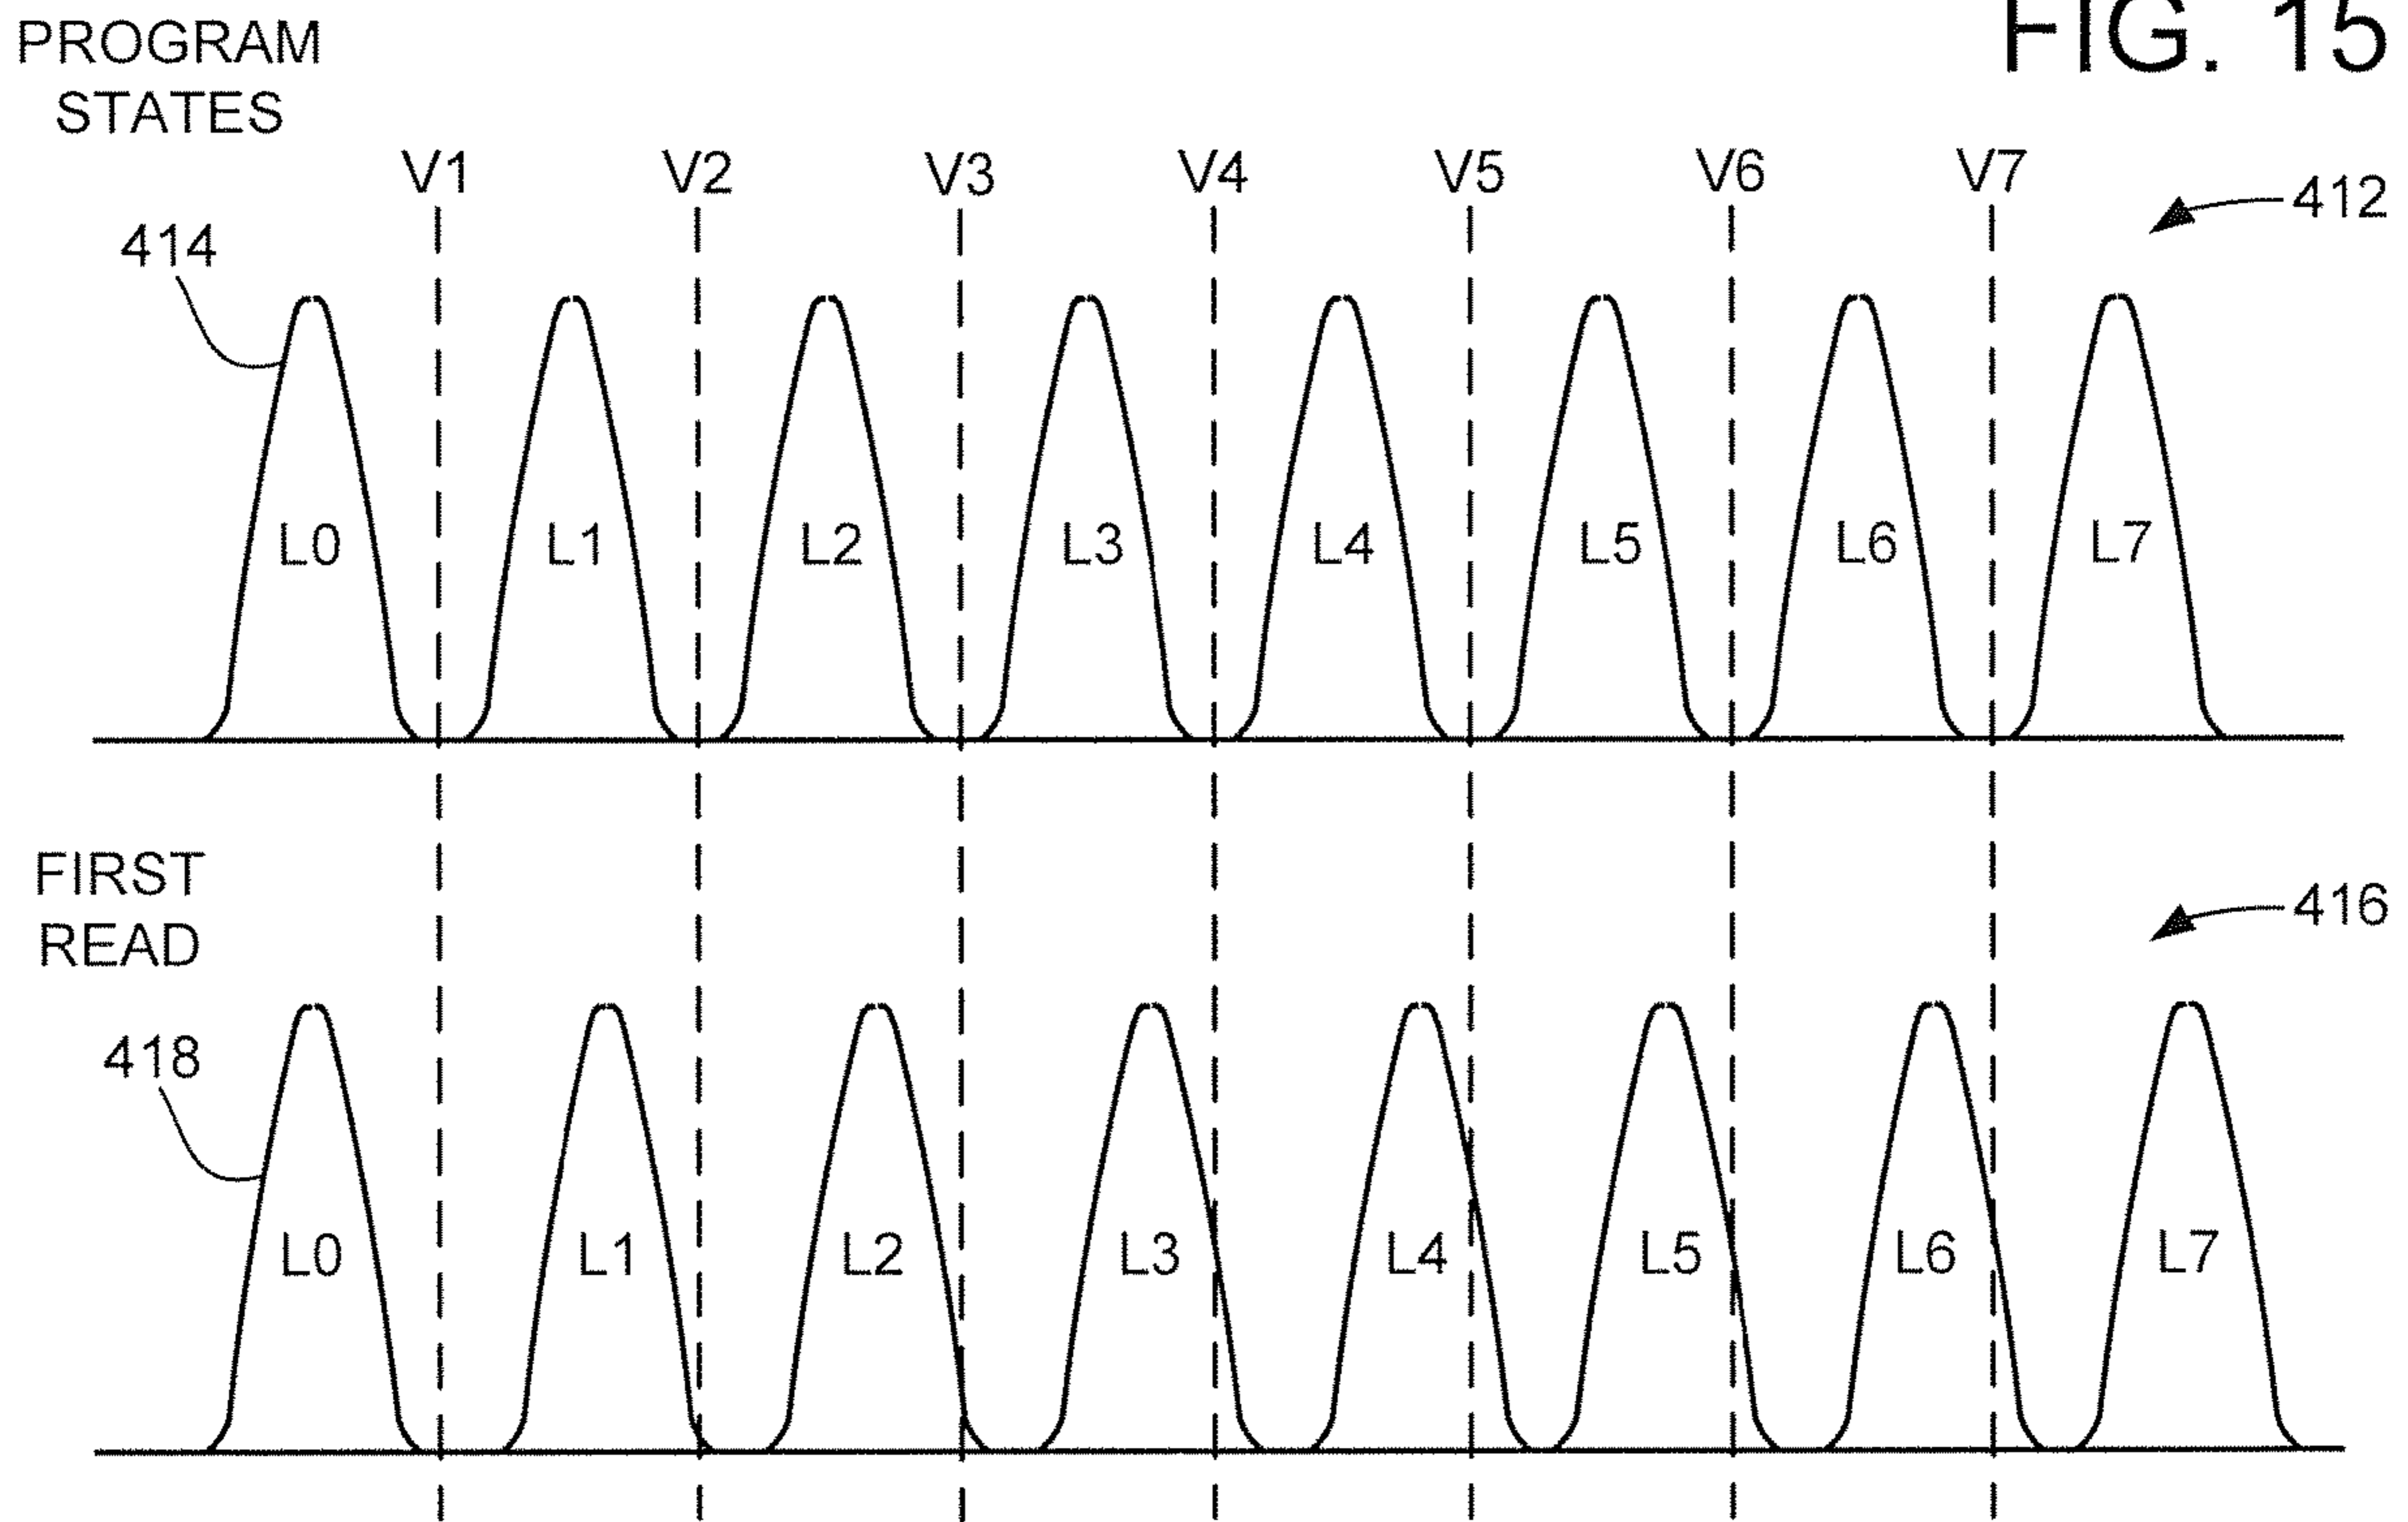 FIG. 15
PROGRAM
STATES
V1 V2 V3 V4 V5 V6 V7
412
414
L0 L1 L2 L3 L4 L5 L6 L7
FIRST
READ
416
418
L0 L1 L2 L3 L4 L5 L6 L7